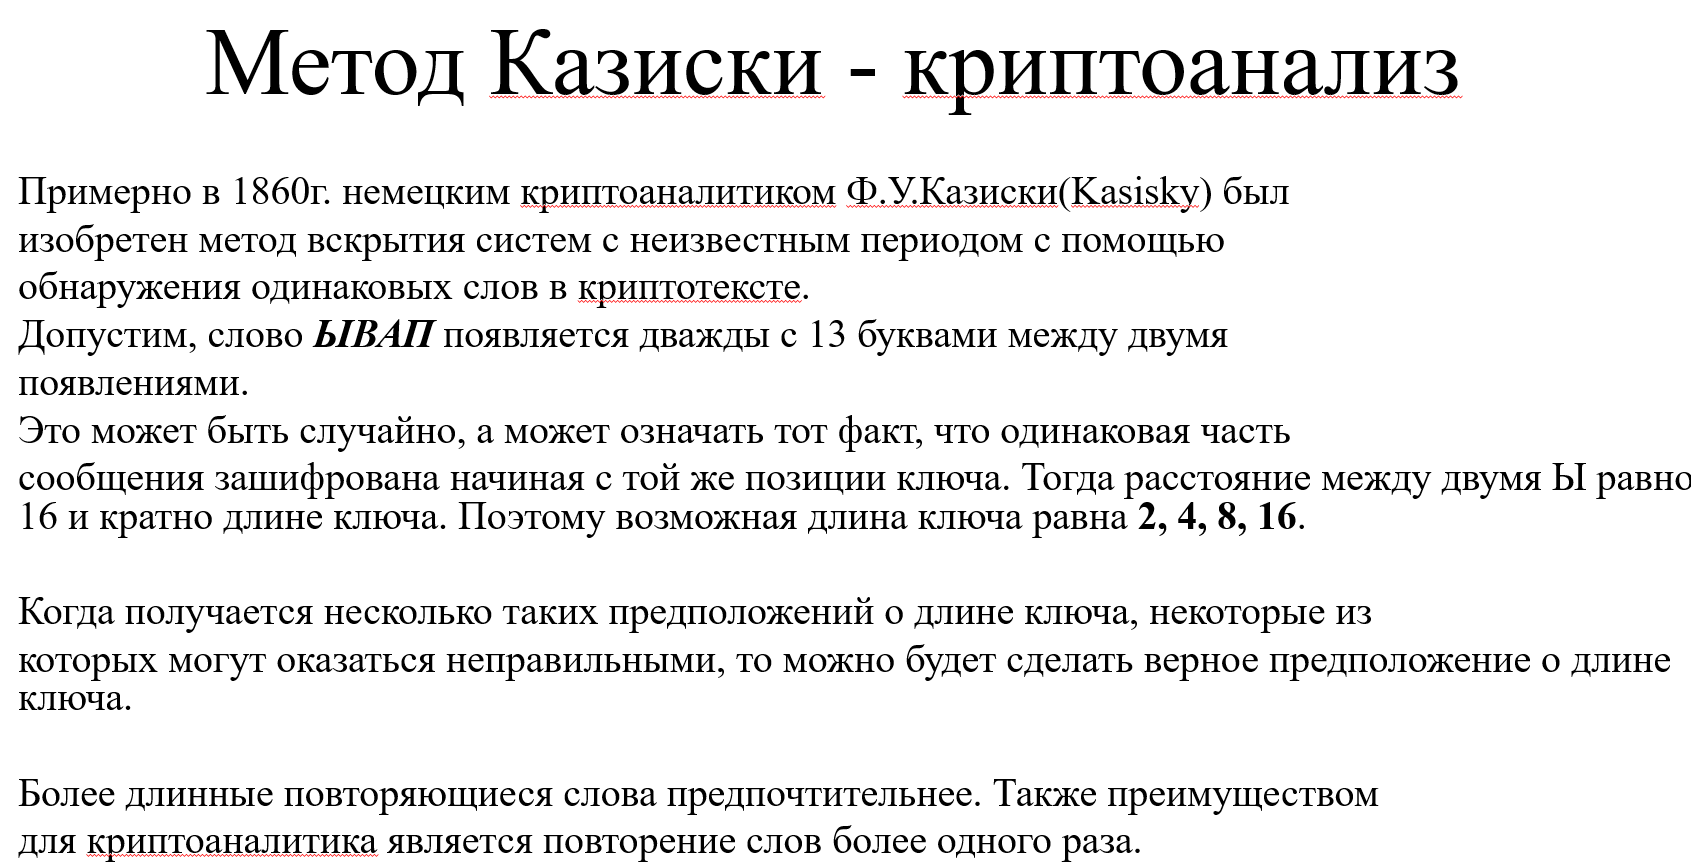 Метод Казиски - криптоанализ
Примерно в 1860г. немецким криптоаналитиком Ф.У.Казиски(Kasisky) был
изобретен метод вскрытия систем с неизвестным периодом с помощью
обнаружения одинаковых слов в криптотексте.
Допустим, слово ЫВАП появляется дважды с 13 буквами между двумя
появлениями.
Это может быть случайно, а может означать тот факт, что одинаковая часть
сообщения зашифрована начиная с той же позиции ключа. Тогда расстояние между двумя Ы равно
16 и кратно длине ключа. Поэтому возможная длина ключа равна 2, 4, 8, 16.
Когда получается несколько таких предположений о длине ключа, некоторые из
которых могут оказаться неправильными, то можно будет сделать верное предположение о длине
ключа.
Более длинные повторяющиеся слова предпочтительнее. Также преимуществом
для криптоаналитика является повторение слов более одного раза.